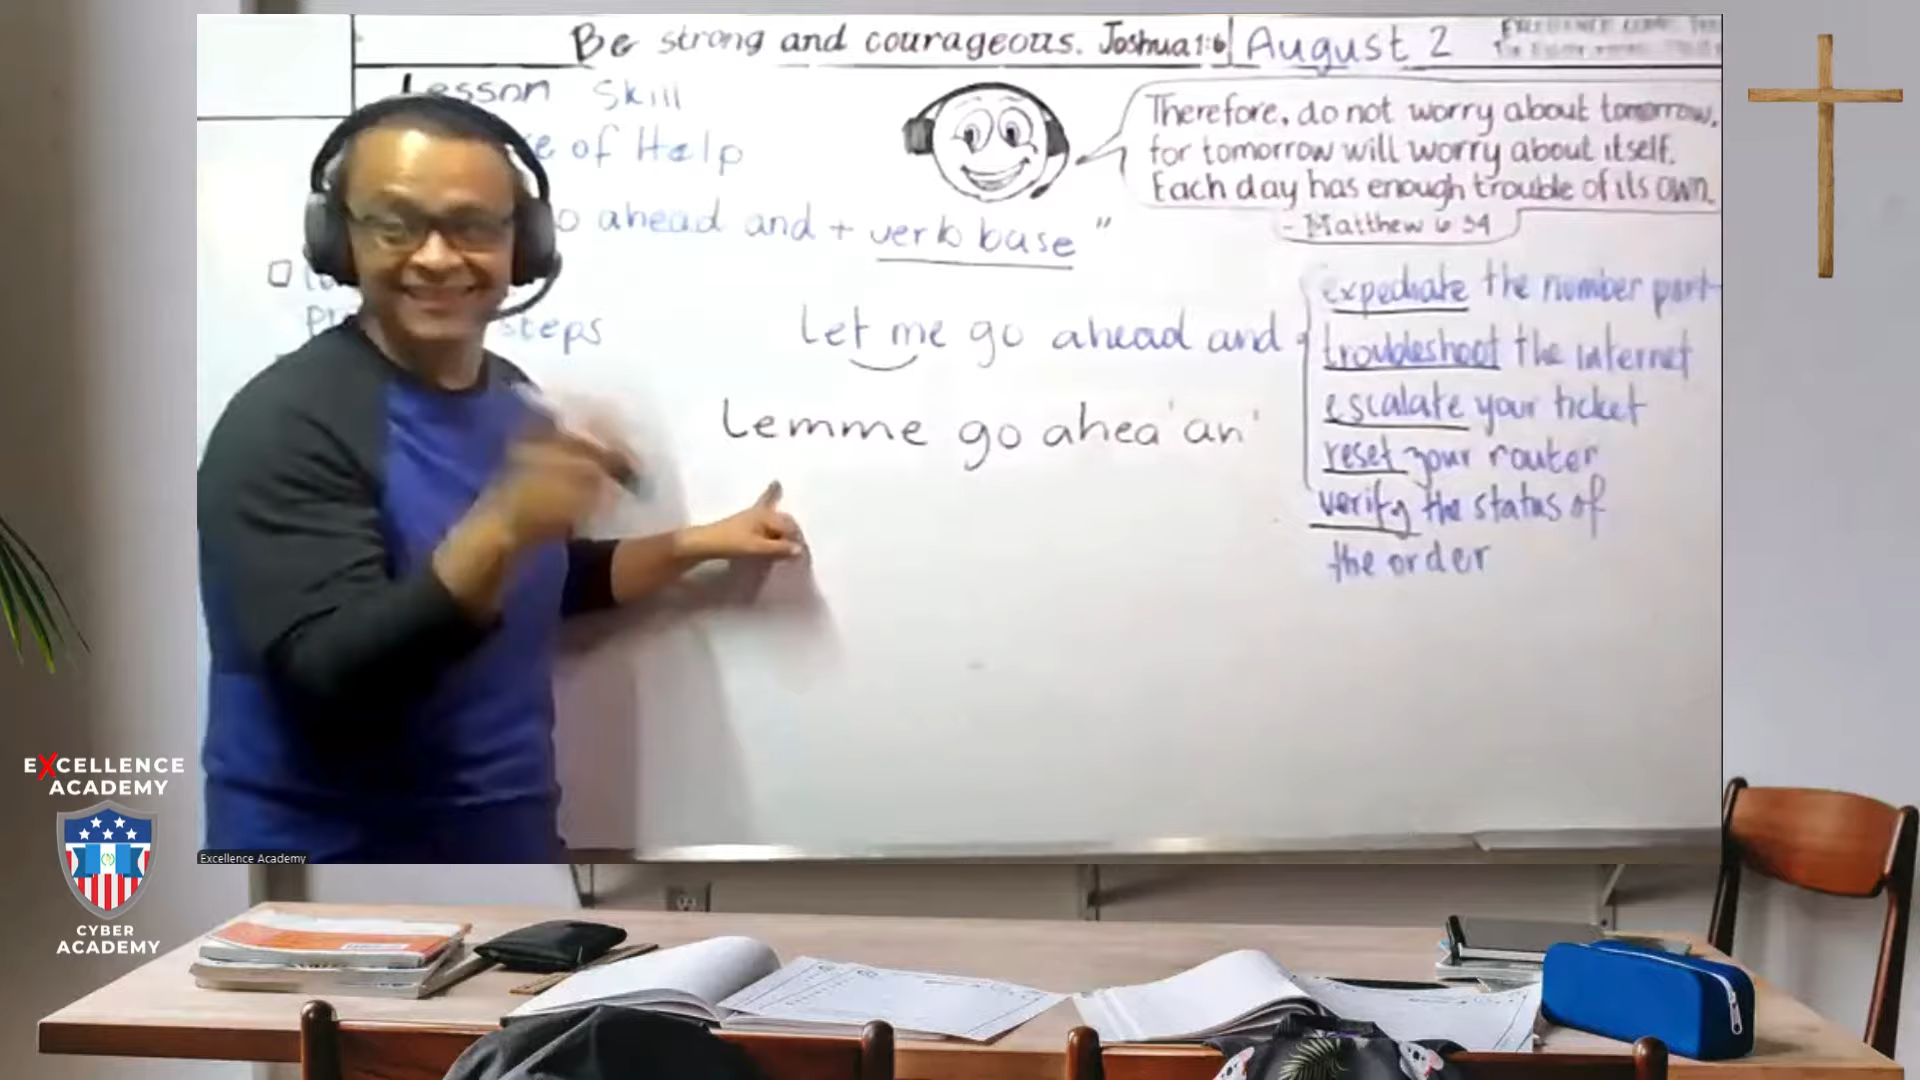 Be strong and courageous. Joshua 1:6
August 2
Lesson Skill
of Help
ahead and + verb base"
steps
Therefore, do not worry about tomorrow,
for tomorrow will worry about itself.
Each day has enough trouble of its own.
- Matthew 6 34
Let me go ahead and
Lemme go ahea' an'
expediate the number port
troubleshoot the internet
escalate your ticket
reset your router
verify the status of
the order
Excellence Academy
EXCELLENCE
ACADEMY
CYBER
ACADEMY